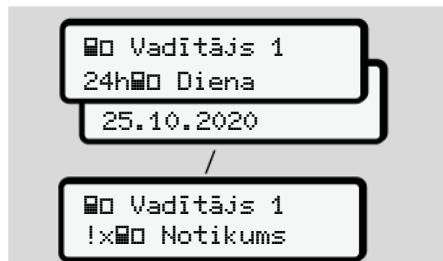 Vadītājs 1
24h Diena
25.10.2020
/
Vadītājs 1
!x Notikums